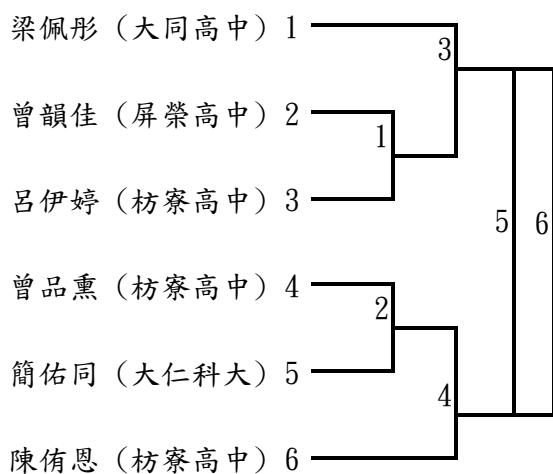 梁佩彤（大同高中）1
3
曾韻佳（屏榮高中）2
1
呂伊婷（枋寮高中）3
5 6
曾品熏（枋寮高中）4
2
簡佑同（大仁科大）5
4
陳侑恩（枋寮高中）6